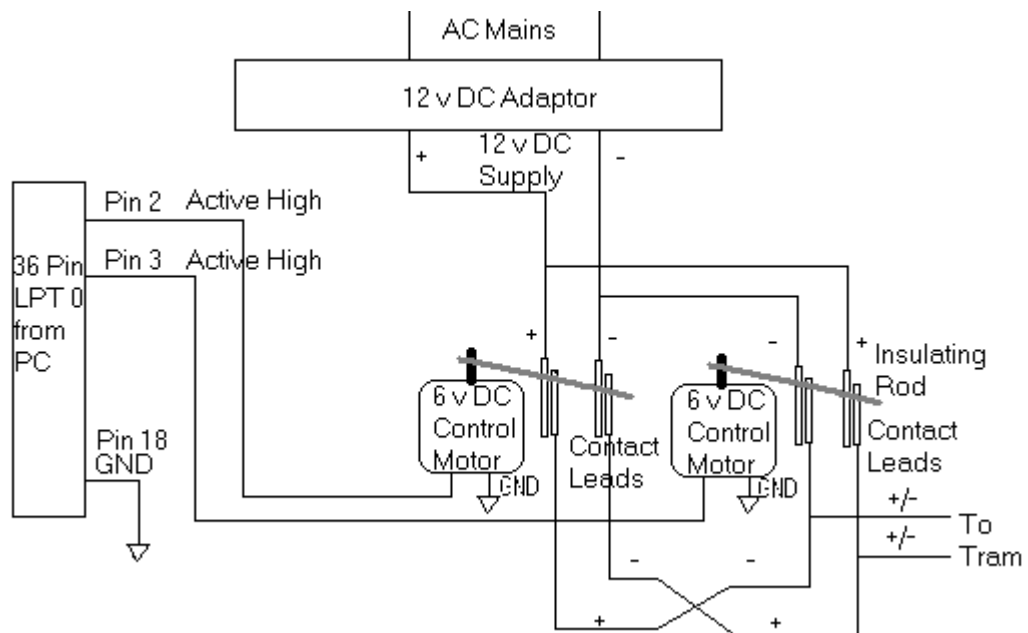 AC Mains
12 v DC Adaptor
+
12 v DC
Supply
-
Pin 2 Active High
Pin 3 Active High
36 Pin
LPT 0
from
PC
Pin 18
GND
+
-
6 v DC
Control
Motor
GND
Contact
Leads
-
+
Insulating
Rod
6 v DC
Control
Motor
GND
Contact
Leads
+/-
+/-
To
Tram
-
-
+
+